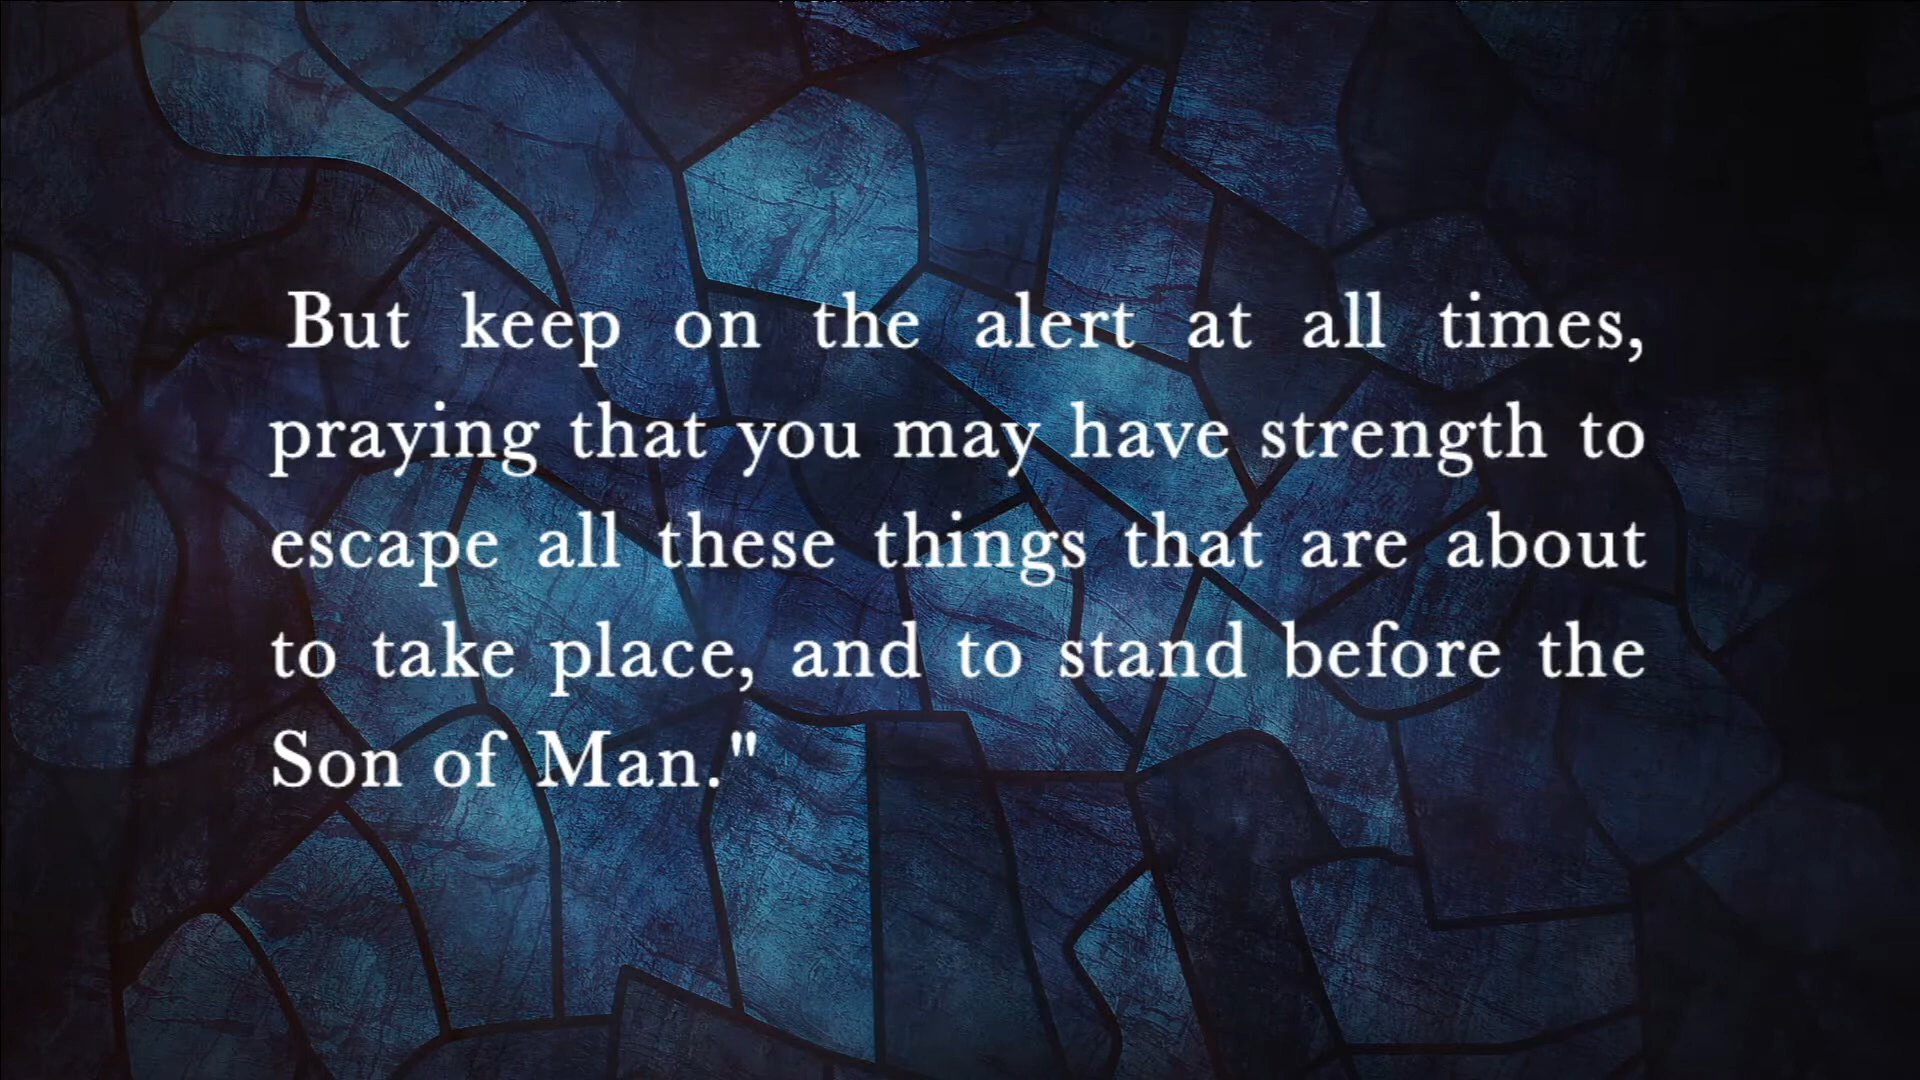 But keep on the alert at all times,
praying that you may have strength to
escape all these things that are about
to take place, and to stand before the
Son of Man."